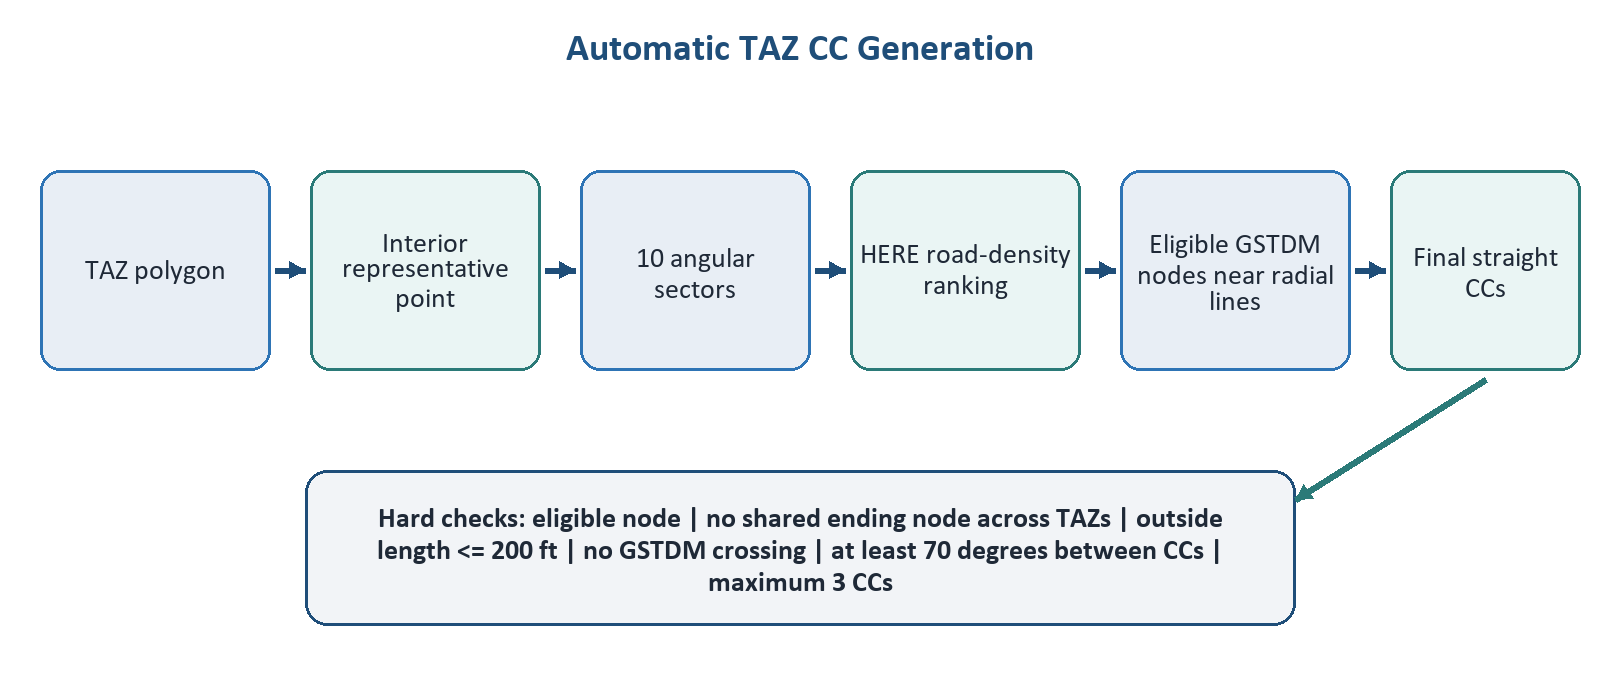 Automatic TAZ CC Generation
TAZ polygon
Interior
representative
point
10 angular
sectors
HERE road-density
ranking
Eligible GSTDM
nodes near radial
lines
Final straight
CCs
Hard checks: eligible node | no shared ending node across TAZs | outside
length <= 200 ft | no GSTDM crossing | at least 70 degrees between CCs |
maximum 3 CCs